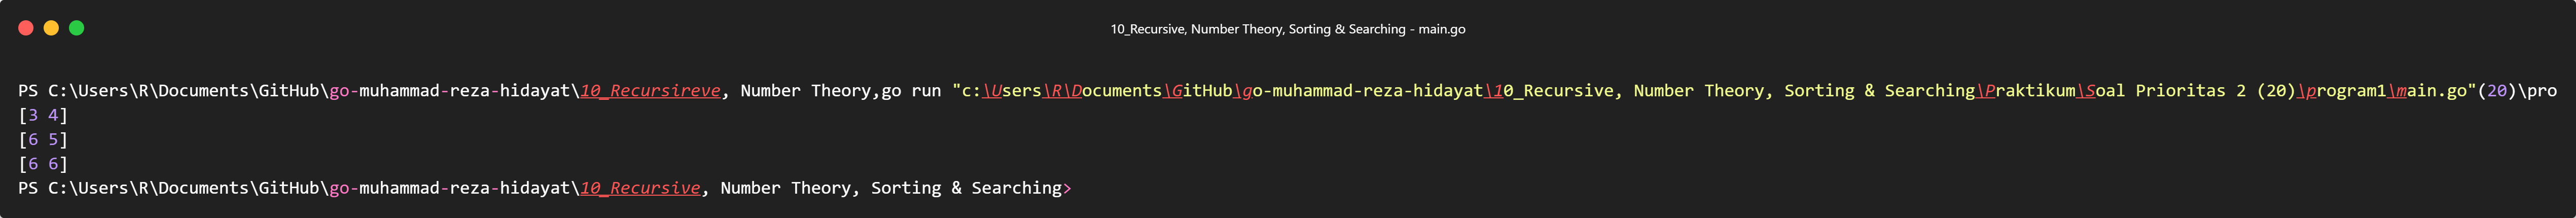 10_Recursive, Number Theory, Sorting & Searching - main.go
PS C:\Users\R\Documents\GitHub\go-muhammad-reza-hidayat\10_Recursireve, Number Theory,go run "c:\Users\R\Documents\GitHub\go-muhammad-reza-hidayat\10_Recursive, Number Theory, Sorting & Searching\Praktikum\Soal Prioritas 2 (20)\program1\main.go"(20)\pro
[3 4]
[6 5]
[6 6]
PS C:\Users\R\Documents\GitHub\go-muhammad-reza-hidayat\10_Recursive, Number Theory, Sorting & Searching>